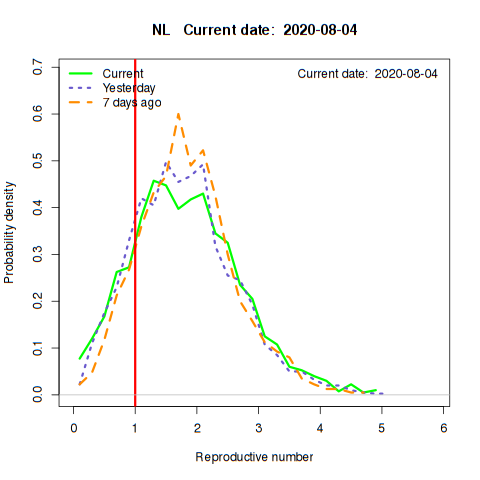 NL   Current date:  2020-08-04
Current
Yesterday
7 days ago
Current date:  2020-08-04
Probability density
0.7
0.6
0.5
0.4
0.3
0.2
0.1
0.0
0 1 2 3 4 5 6
Reproductive number